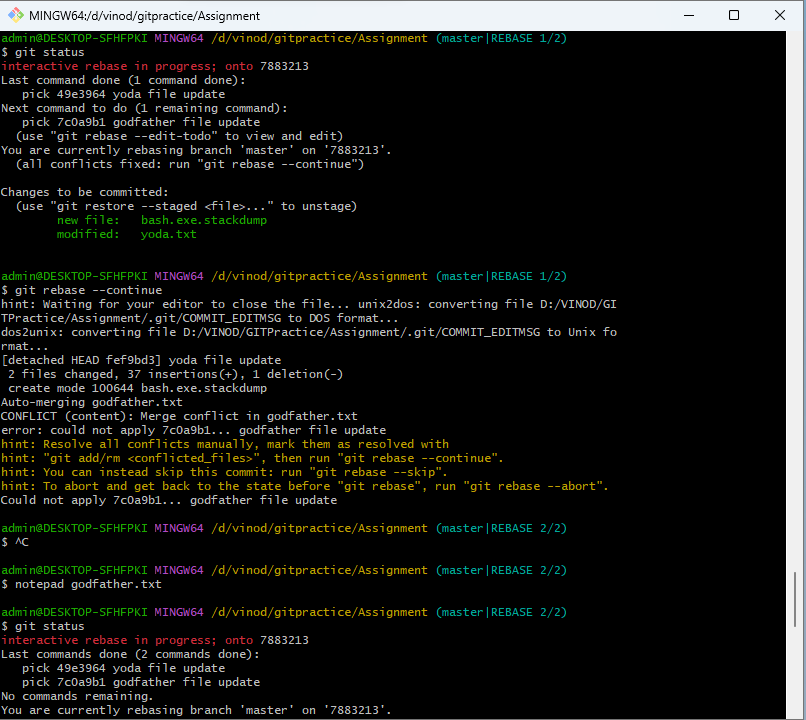 MINGW64:/d/vinod/gitpractice/Assignment
admin@DESKTOP-SFHFPKI MINGW64 /d/vinod/gitpractice/Assignment (master|REBASE 1/2)
$ git status
interactive rebase in progress; onto 7883213
Last command done (1 command done):
   pick 49e3964 yoda file update
Next command to do (1 remaining command):
   pick 7c0a9b1 godfather file update
  (use "git rebase --edit-todo" to view and edit)
You are currently rebasing branch 'master' on '7883213'.
  (all conflicts fixed: run "git rebase --continue")

Changes to be committed:
  (use "git restore --staged <file>..." to unstage)
        new file:   bash.exe.stackdump
        modified:   yoda.txt

admin@DESKTOP-SFHFPKI MINGW64 /d/vinod/gitpractice/Assignment (master|REBASE 1/2)
$ git rebase --continue
hint: Waiting for your editor to close the file... unix2dos: converting file D:/VINOD/GI
TPractice/Assignment/.git/COMMIT_EDITMSG to DOS format...
dos2unix: converting file D:/VINOD/GITPractice/Assignment/.git/COMMIT_EDITMSG to Unix fo
rmat...
[detached HEAD fef9bd3] yoda file update
 2 files changed, 37 insertions(+), 1 deletion(-)
 create mode 100644 bash.exe.stackdump
Auto-merging godfather.txt
CONFLICT (content): Merge conflict in godfather.txt
error: could not apply 7c0a9b1... godfather file update
hint: Resolve all conflicts manually, mark them as resolved with
hint: "git add/rm <conflicted_files>", then run "git rebase --continue".
hint: You can instead skip this commit: run "git rebase --skip".
hint: To abort and get back to the state before "git rebase", run "git rebase --abort".
Could not apply 7c0a9b1... godfather file update

admin@DESKTOP-SFHFPKI MINGW64 /d/vinod/gitpractice/Assignment (master|REBASE 2/2)
$ ^C

admin@DESKTOP-SFHFPKI MINGW64 /d/vinod/gitpractice/Assignment (master|REBASE 2/2)
$ notepad godfather.txt

admin@DESKTOP-SFHFPKI MINGW64 /d/vinod/gitpractice/Assignment (master|REBASE 2/2)
$ git status
interactive rebase in progress; onto 7883213
Last commands done (2 commands done):
   pick 49e3964 yoda file update
   pick 7c0a9b1 godfather file update
No commands remaining.
You are currently rebasing branch 'master' on '7883213'.